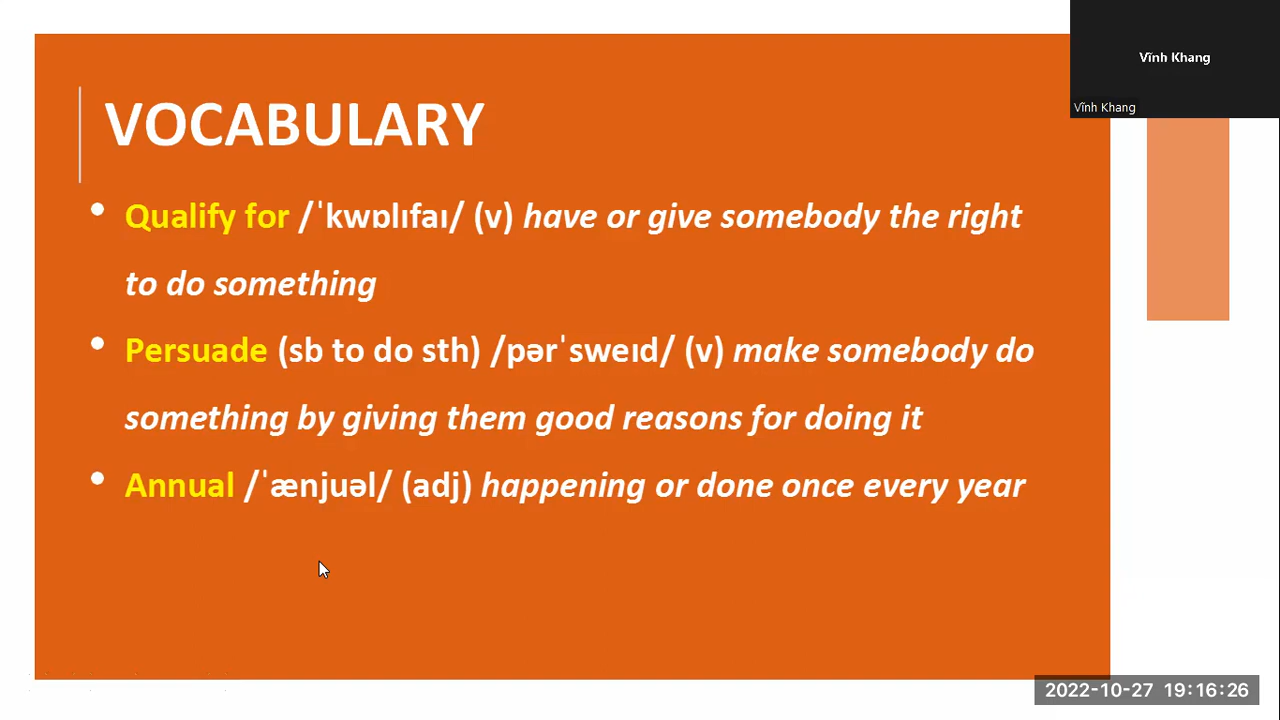 Vĩnh Khang
Vĩnh Khang
VOCABULARY
• Qualify for /ˈkwɒlɪfaɪ/ (v) have or give somebody the right
to do something
• Persuade (sb to do sth) /pərˈsweɪd/ (v) make somebody do
something by giving them good reasons for doing it
• Annual /ˈænjuəl/ (adj) happening or done once every year
2022-10-27 19:16:26